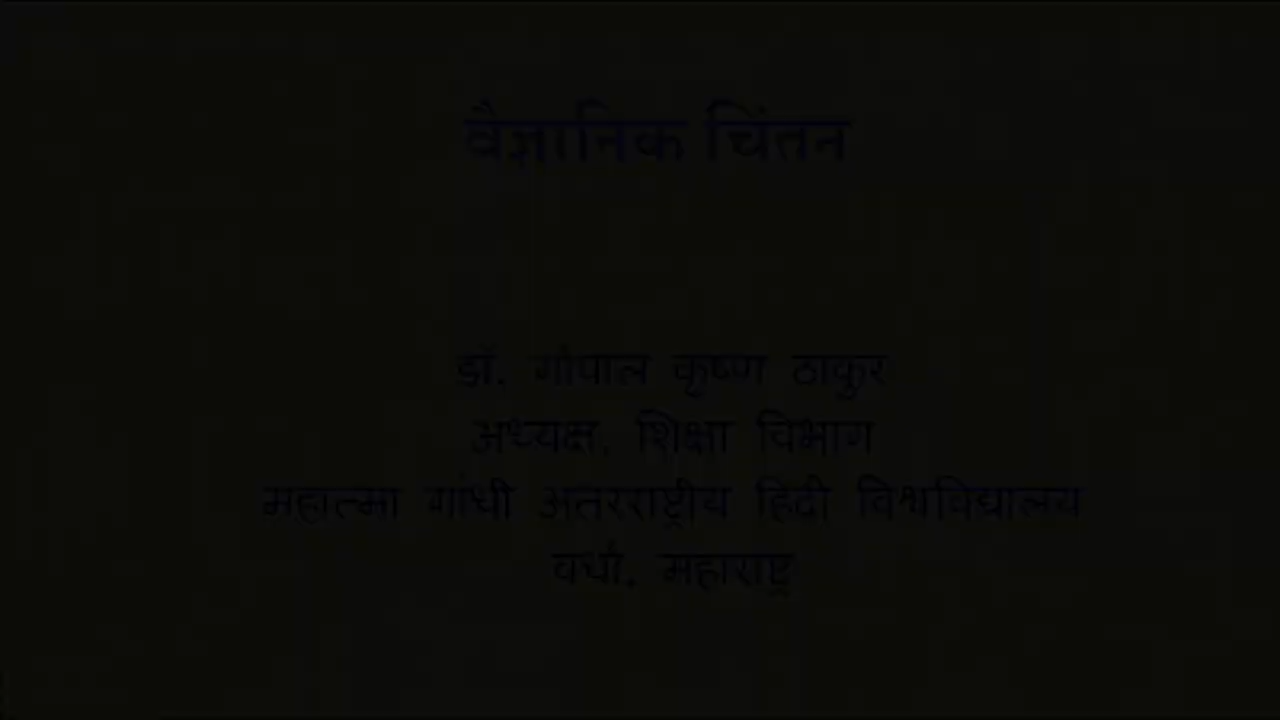 वैज्ञानिक चिंतन
डॉ. गोपाल कृष्ण ठाकुर
अध्यक्ष, शिक्षा विभाग
महात्मा गांधी अंतरराष्ट्रीय हिंदी विश्वविद्यालय
वर्धा, महाराष्ट्र